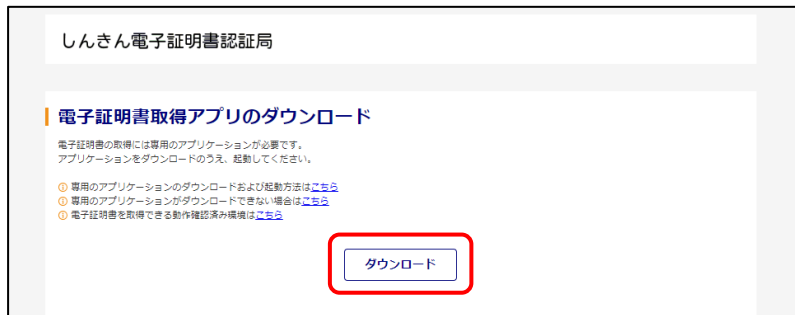 しんきん電子証明書認証局
電子証明書取得アプリのダウンロード
電子証明書の取得には専用のアプリケーションが必要です。
アプリケーションをダウンロードのうえ、起動してください。
① 専用のアプリケーションのダウンロードおよび起動方法はこちら
① 専用のアプリケーションがダウンロードできない場合はこちら
① 電子証明書を取得できる動作確認済み環境はこちら
ダウンロード